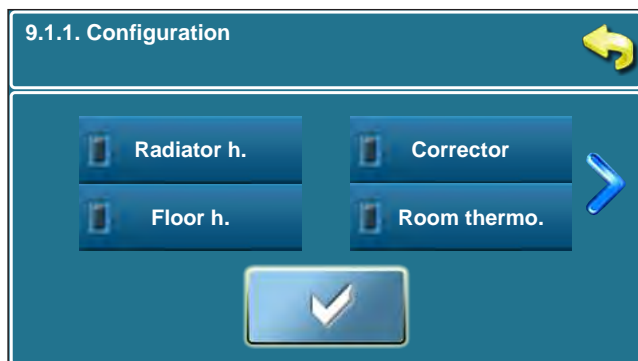 9.1.1. Configuration
Radiator h.
Corrector
Floor h.
Room thermo.